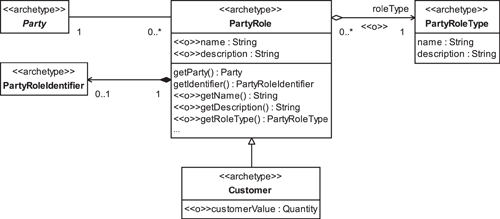 <<archetype>>
Party
1
0..*
<<archetype>>
PartyRole
<<o>>name : String
<<o>>description : String
getParty() : Party
getIdentifier() : PartyRoleIdentifier
<<o>>getName() : String
<<o>>getDescription() : String
<<o>>getRoleType() : PartyRoleType
...
roleType
0..*
<<o>>
1
<<archetype>>
PartyRoleType
name : String
description : String
<<archetype>>
PartyRoleIdentifier
0..1
1
<<archetype>>
Customer
<<o>>customerValue : Quantity